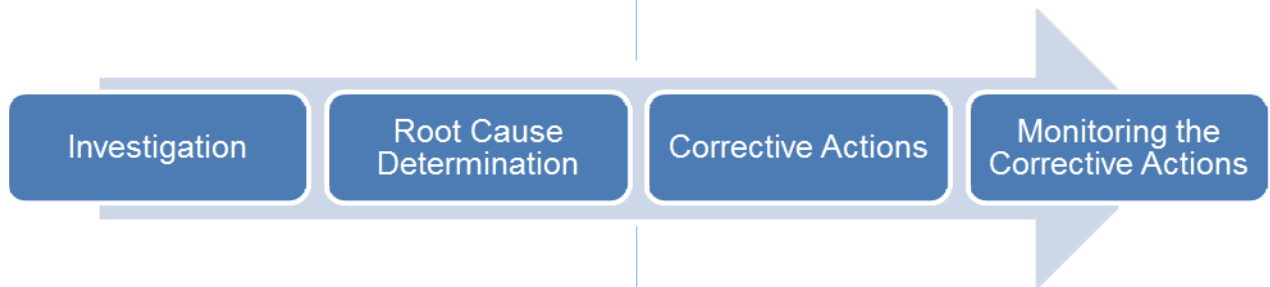 Investigation
Root Cause
Determination
Corrective Actions
Monitoring the
Corrective Actions